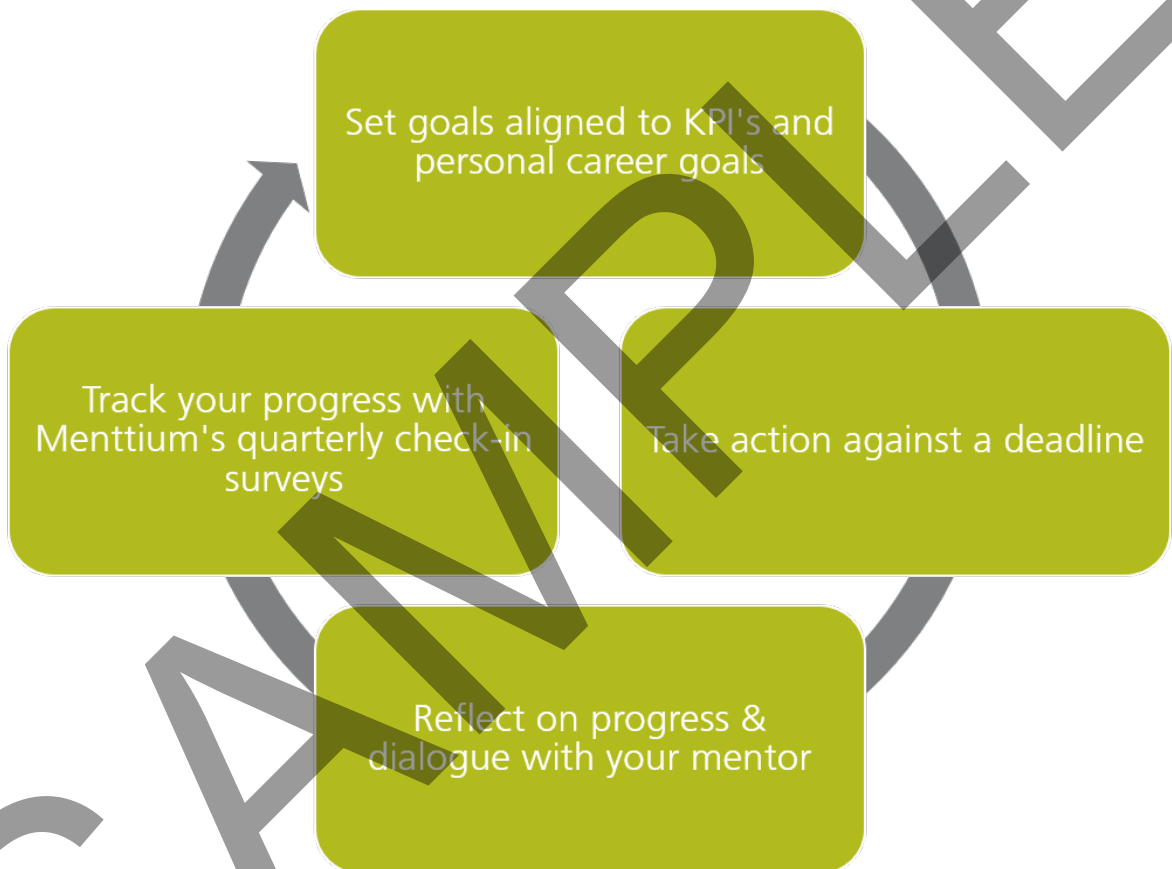 Set goals aligned to KPI's and
personal career goals
Track your progress with
Menttium's quarterly check-in
surveys
Take action against a deadline
Reflect on progress &
dialogue with your mentor
SAMPLE